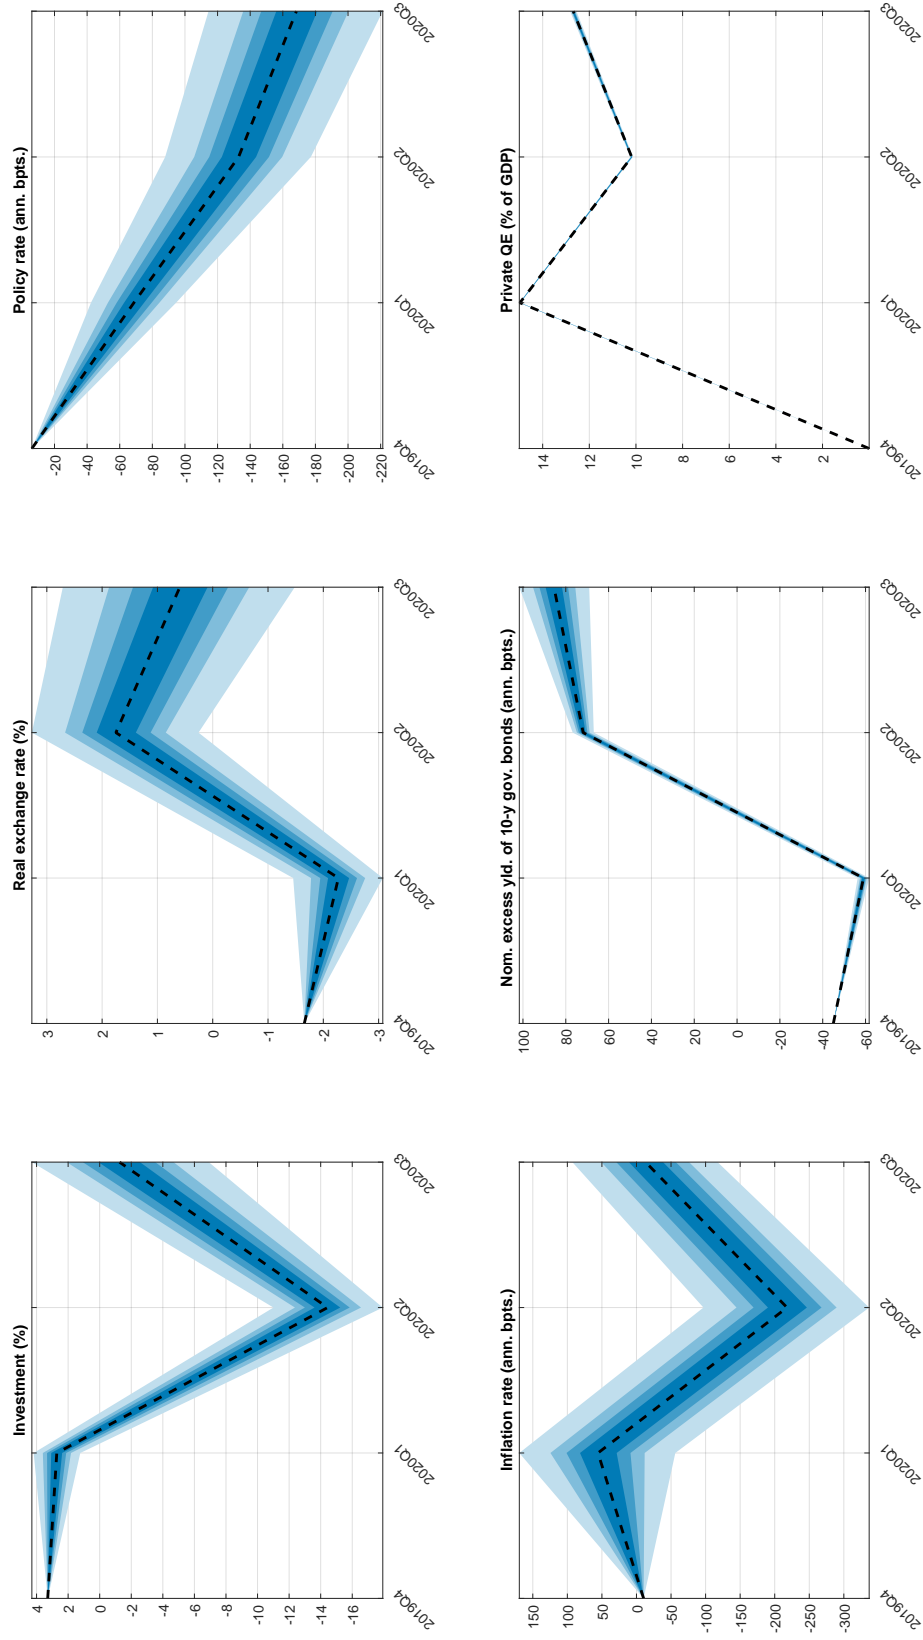 Investment (%)
4
2
0
-2
-4
-6
-8
-10
-12
-14
-16
2019Q4
2020Q1
2020Q2
2020Q3
Real exchange rate (%)
3
2
1
0
-1
-2
-3
2019Q4
2020Q1
2020Q2
2020Q3
Policy rate (ann. bpts.)
-20
-40
-60
-80
-100
-120
-140
-160
-180
-200
-220
2019Q4
2020Q1
2020Q2
2020Q3
Inflation rate (ann. bpts.)
150
100
50
0
-50
-100
-150
-200
-250
-300
2019Q4
2020Q1
2020Q2
2020Q3
Nom. excess yld. of 10-y gov. bonds (ann. bpts.)
100
80
60
40
20
0
-20
-40
-60
2019Q4
2020Q1
2020Q2
2020Q3
Private QE (% of GDP)
14
12
10
8
6
4
2
2019Q4
2020Q1
2020Q2
2020Q3